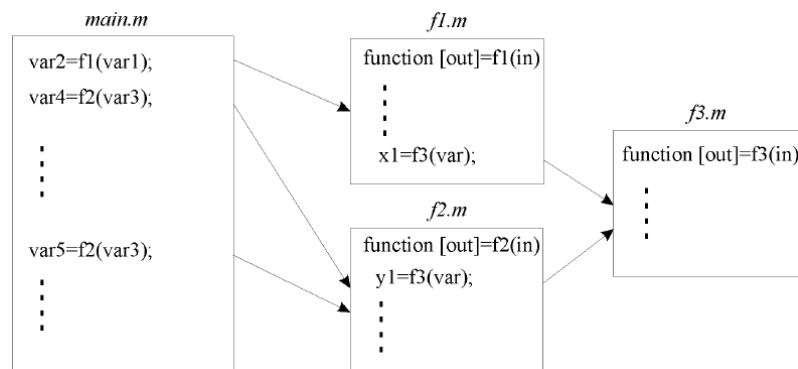 main.m
var2=f1(var1);
var4=f2(var3);
var5=f2(var3);
f1.m
function [out]=f1(in)
x1=f3(var);
f2.m
function [out]=f2(in)
y1=f3(var);
f3.m
function [out]=f3(in)